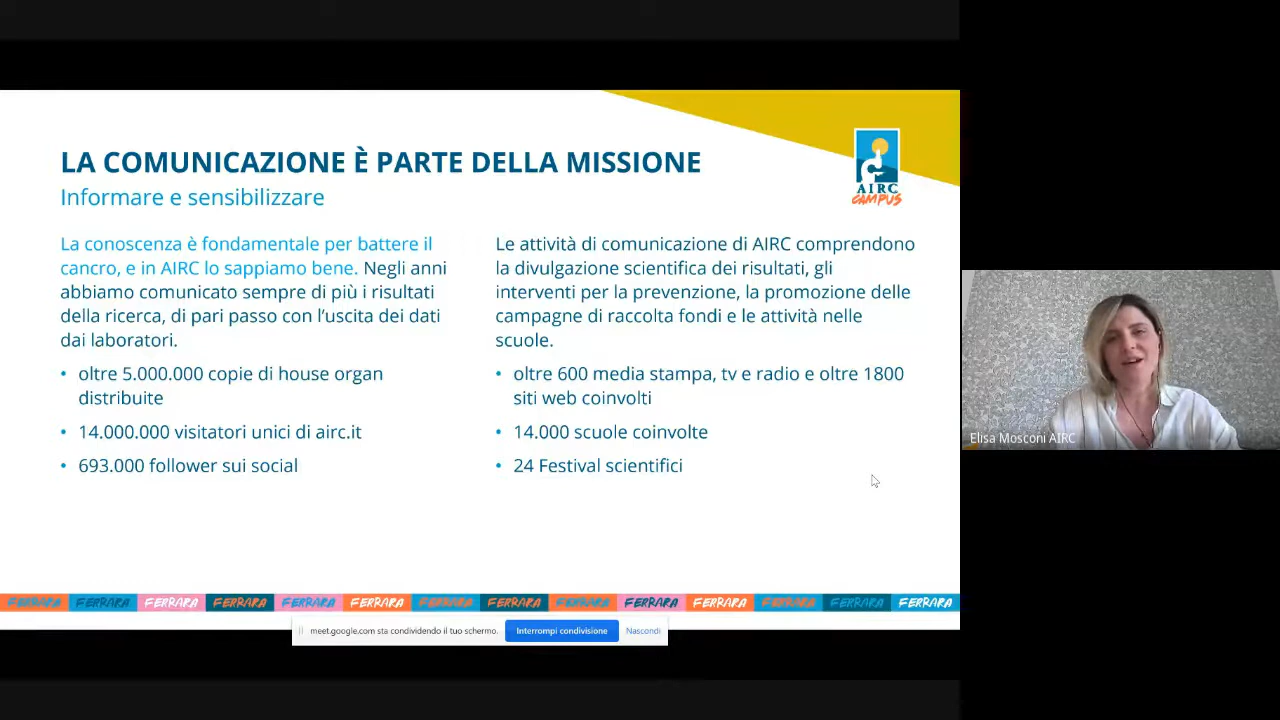 LA COMUNICAZIONE È PARTE DELLA MISSIONE
Informare e sensibilizzare
AIRC
CAMPUS
La conoscenza è fondamentale per battere il
cancro, e in AIRC lo sappiamo bene. Negli anni
abbiamo comunicato sempre di più i risultati
della ricerca, di pari passo con l'uscita dei dati
dai laboratori.
• oltre 5.000.000 copie di house organ
distribuite
• 14.000.000 visitatori unici di airc.it
• 693.000 follower sui social
Le attività di comunicazione di AIRC comprendono
la divulgazione scientifica dei risultati, gli
interventi per la prevenzione, la promozione delle
campagne di raccolta fondi e le attività nelle
scuole.
• oltre 600 media stampa, tv e radio e oltre 1800
siti web coinvolti
• 14.000 scuole coinvolte
• 24 Festival scientifici
Elisa Mosconi AIRC
FERRARA FERRARA FERRARA FERRARA FERRARA FERRARA FERRARA FERRARA FERRARA FERRARA FERRARA FERRARA FERRARA FERRARA
meet.google.com sta condividendo il tuo schermo. Interrompi condivisione Nascondi